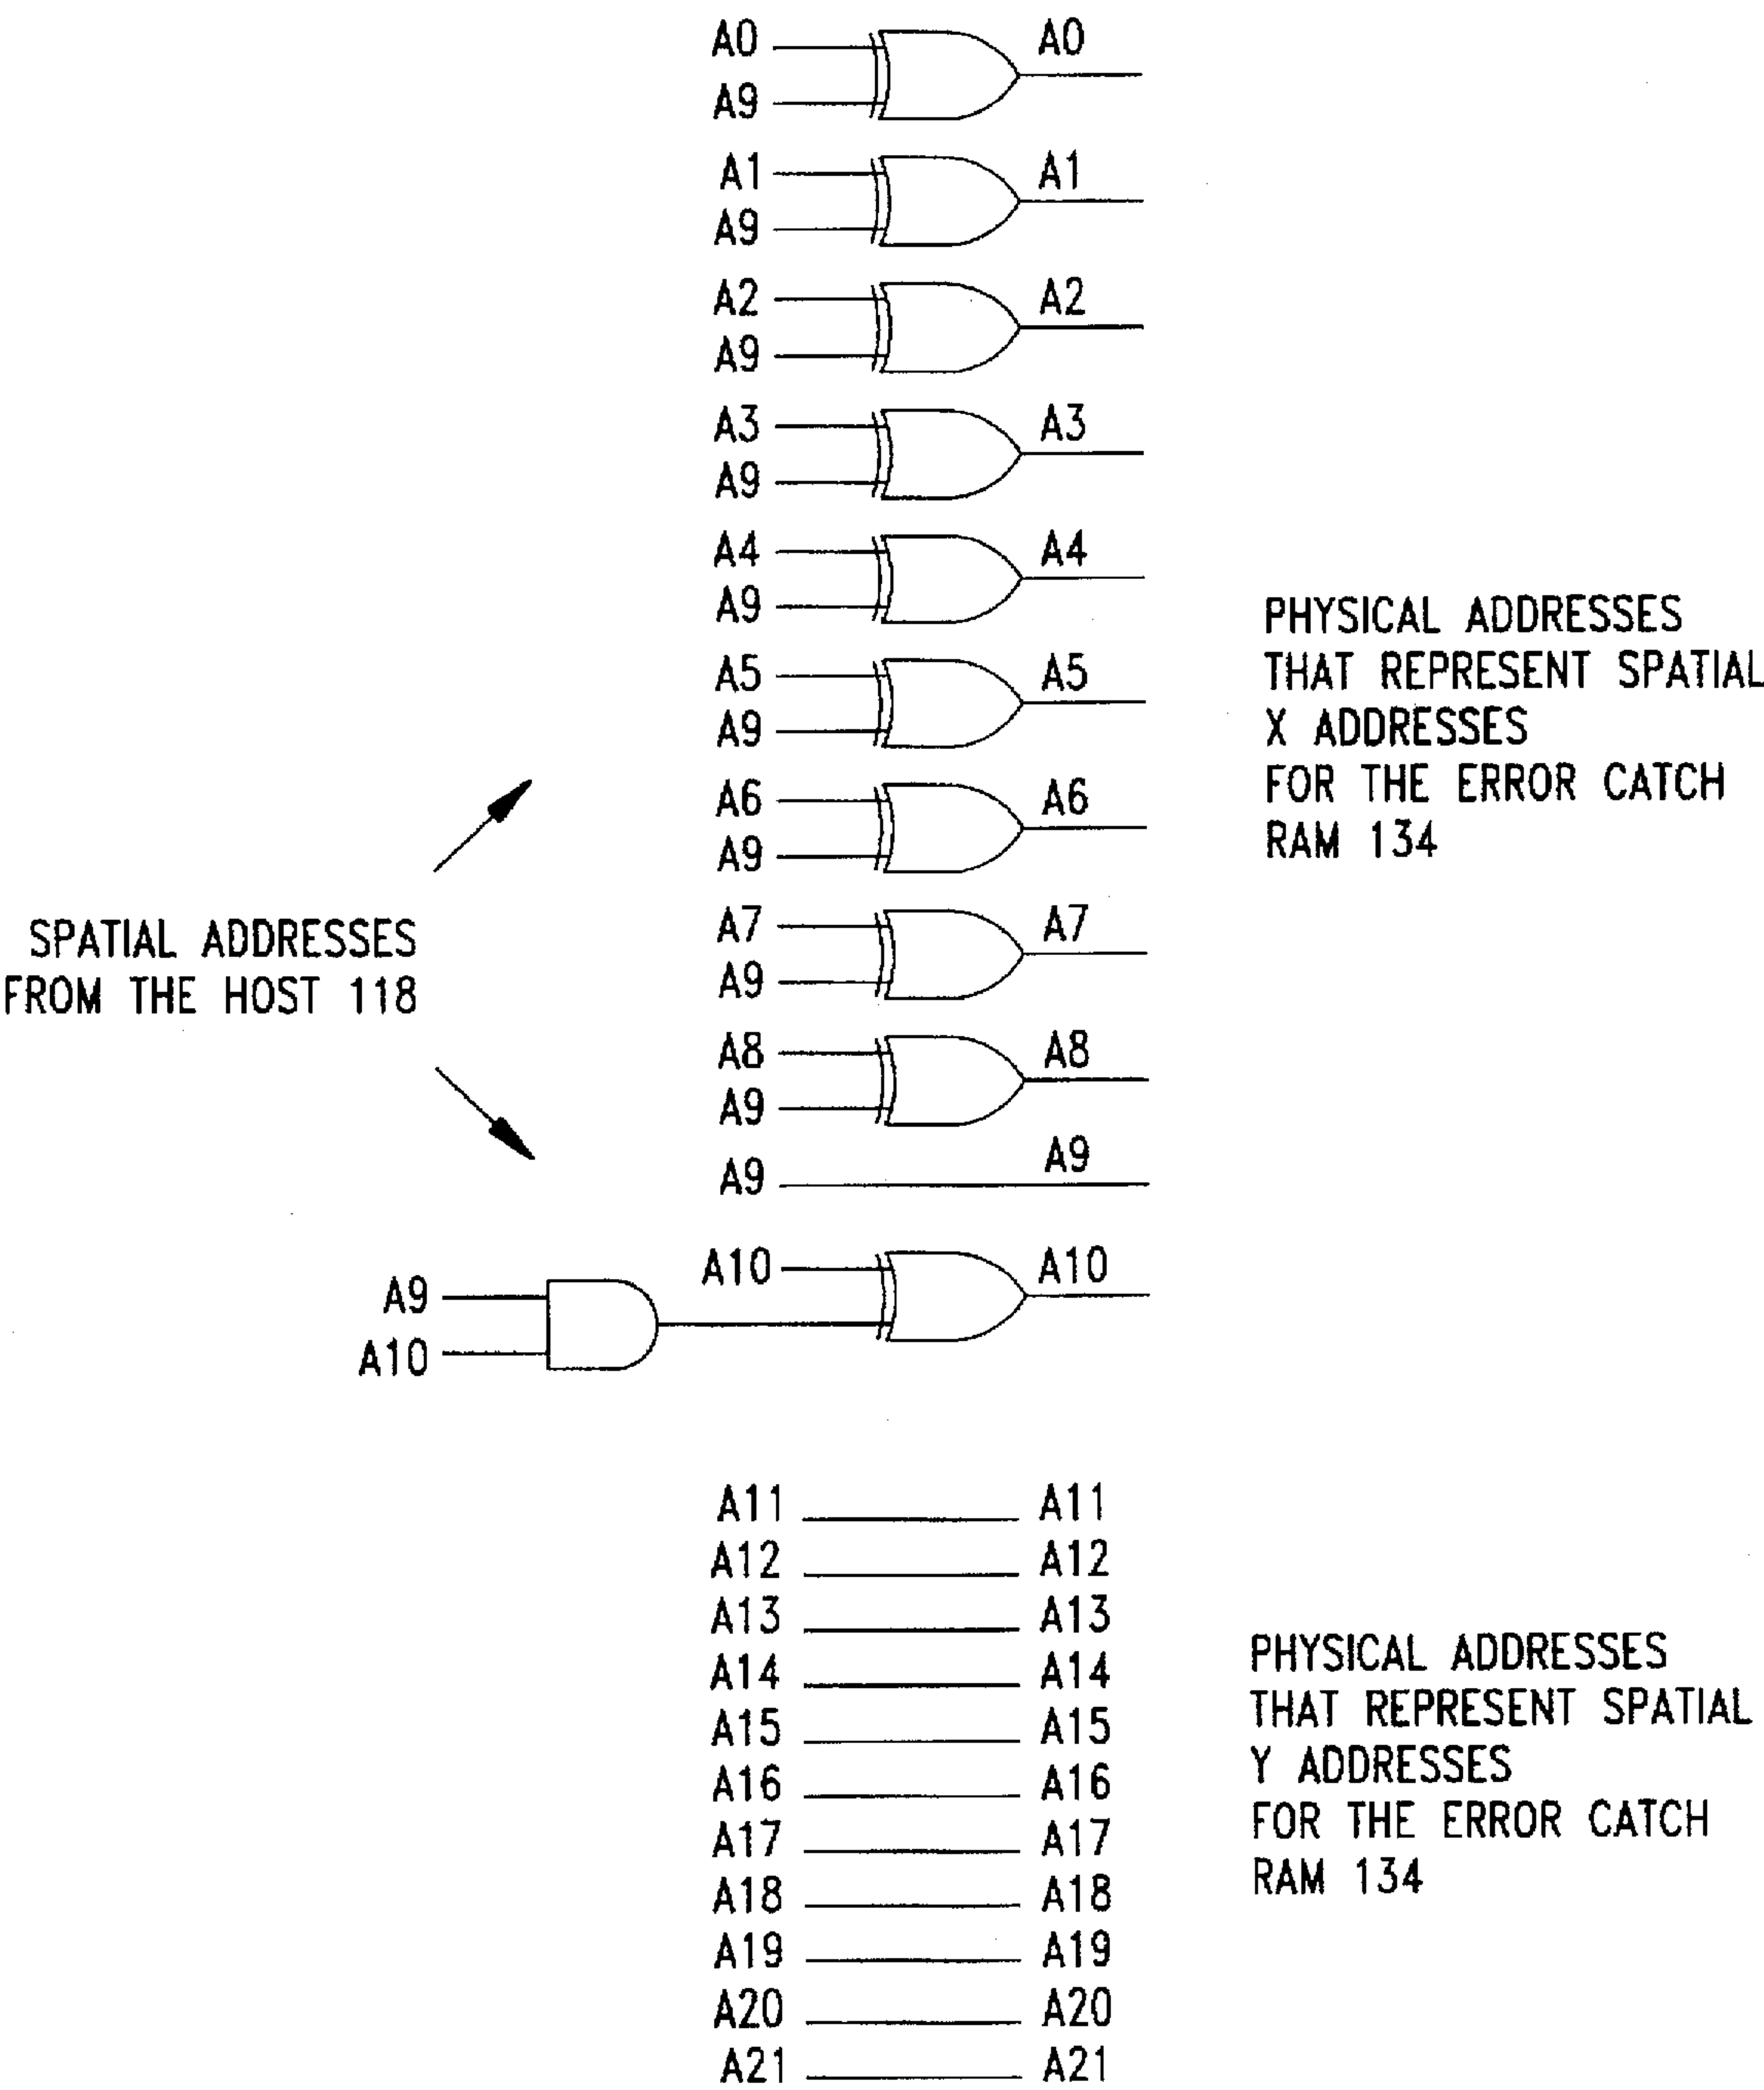 A0 A0
A9
A1 A1
A9
A2 A2
A9
A3 A3
A9
A4 A4
A9
A5 A5
A9
A6 A6
A9
A7 A7
A9
A8 A8
A9
A9 A9
A10 A10
A9
A10
SPATIAL ADDRESSES
FROM THE HOST 118
PHYSICAL ADDRESSES
THAT REPRESENT SPATIAL
X ADDRESSES
FOR THE ERROR CATCH
RAM 134
A11 A11
A12 A12
A13 A13
A14 A14
A15 A15
A16 A16
A17 A17
A18 A18
A19 A19
A20 A20
A21 A21
PHYSICAL ADDRESSES
THAT REPRESENT SPATIAL
Y ADDRESSES
FOR THE ERROR CATCH
RAM 134